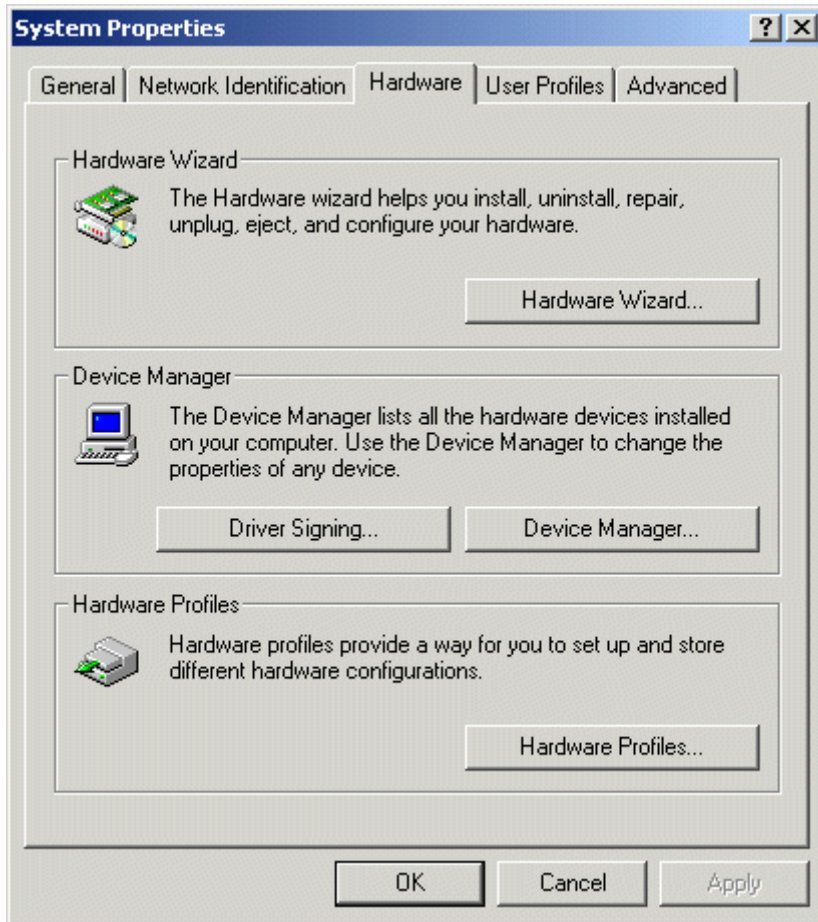 System Properties
General
Network Identification
Hardware
User Profiles
Advanced
Hardware Wizard
The Hardware wizard helps you install, uninstall, repair,
unplug, eject, and configure your hardware.
Hardware Wizard...
Device Manager
The Device Manager lists all the hardware devices installed
on your computer. Use the Device Manager to change the
properties of any device.
Driver Signing...
Device Manager...
Hardware Profiles
Hardware profiles provide a way for you to set up and store
different hardware configurations.
Hardware Profiles...
OK
Cancel
Apply